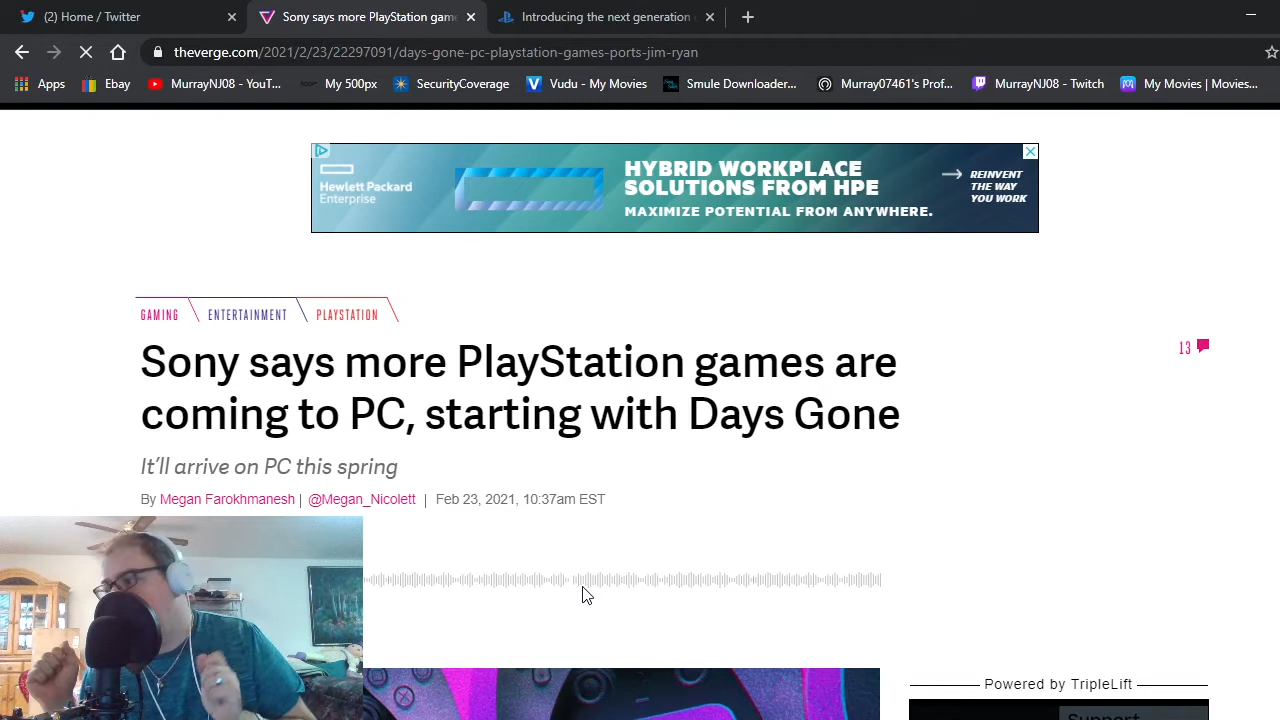 (2) Home / Twitter
Sony says more PlayStation gam
Introducing the next generation
theverge.com/2021/2/23/22297091/days-gone-pc-playstation-games-ports-jim-ryan
Apps
Ebay
MurrayNJ08 - YouT...
My 500px
SecurityCoverage
Vudu - My Movies
Smule Downloader...
Murray07461's Prof...
MurrayNJ08 - Twitch
My Movies | Movies...
Hewlett Packard
Enterprise
HYBRID WORKPLACE
SOLUTIONS FROM HPE
MAXIMIZE POTENTIAL FROM ANYWHERE.
REINVENT
THE WAY
YOU WORK
GAMING
ENTERTAINMENT
PLAYSTATION
Sony says more PlayStation games are
coming to PC, starting with Days Gone
13
It'll arrive on PC this spring
By Megan Farokhmanesh | @Megan_Nicolett | Feb 23, 2021, 10:37am EST
Powered by TripleLift
Support